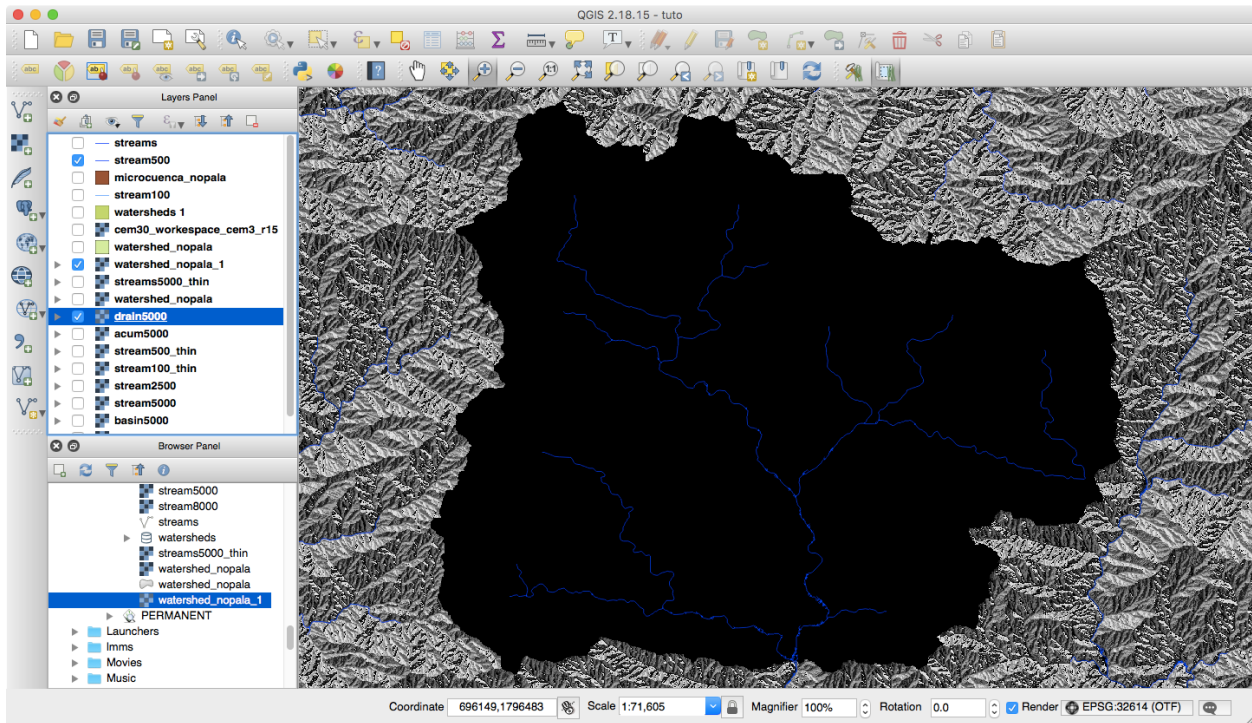 QGIS 2.18.15 - tuto
Layers Panel
streams
stream500
microcuenca_nopala
stream100
watersheds 1
cem30_workespace_cem3_r15
watershed_nopala
watershed_nopala_1
streams5000_thin
watershed_nopala
drain5000
acum5000
stream500_thin
stream100_thin
stream2500
stream5000
basin5000
Browser Panel
stream5000
stream8000
streams
watersheds
streams5000_thin
watershed_nopala
watershed_nopala
watershed_nopala_1
PERMANENT
Launchers
lmms
Movies
Music
Coordinate 696149,1796483 Scale 1:71,605 Magnifier 100% Rotation 0.0 Render EPSG:32614 (OTF)